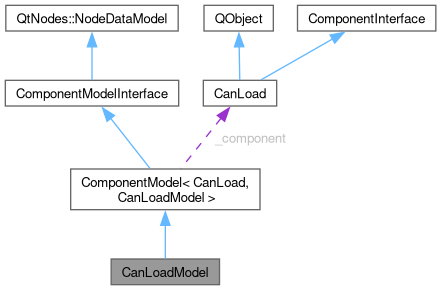 QtNodes::NodeDataModel
QObject
ComponentInterface
ComponentModelInterface
CanLoad
_component
ComponentModel< CanLoad,
CanLoadModel >
CanLoadModel